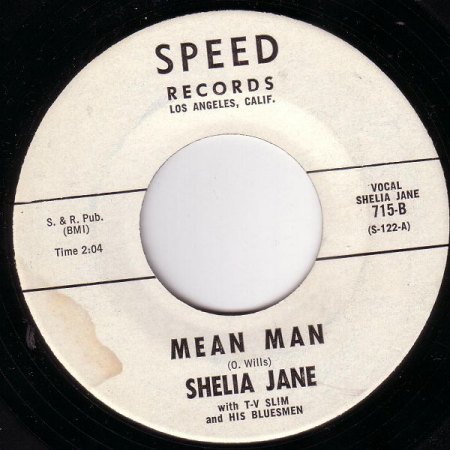 SPEED
RECORDS
LOS ANGELES, CALIF.
VOCAL
SHELIA JANE
715-B
(S-122-A)
S. & R. Pub.
(BMI)
Time 2:04
MEAN MAN
(O. Wills)
SHELIA JANE
with T-V SLIM
and HIS BLUESMEN